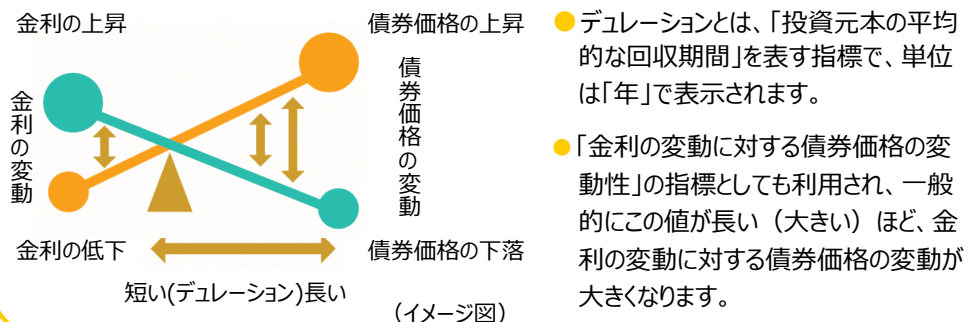 金利の上昇
債券価格の上昇
金利の変動
債券価格の変動
金利の低下
債券価格の下落
短い(デュレーション)長い
（イメージ図）
●デュレーションとは、「投資元本の平均
的な回収期間」を表す指標で、単位
は「年」で表示されます。
●「金利の変動に対する債券価格の変
動性」の指標としても利用され、一般
的にこの値が長い（大きい）ほど、金
利の変動に対する債券価格の変動が
大きくなります。